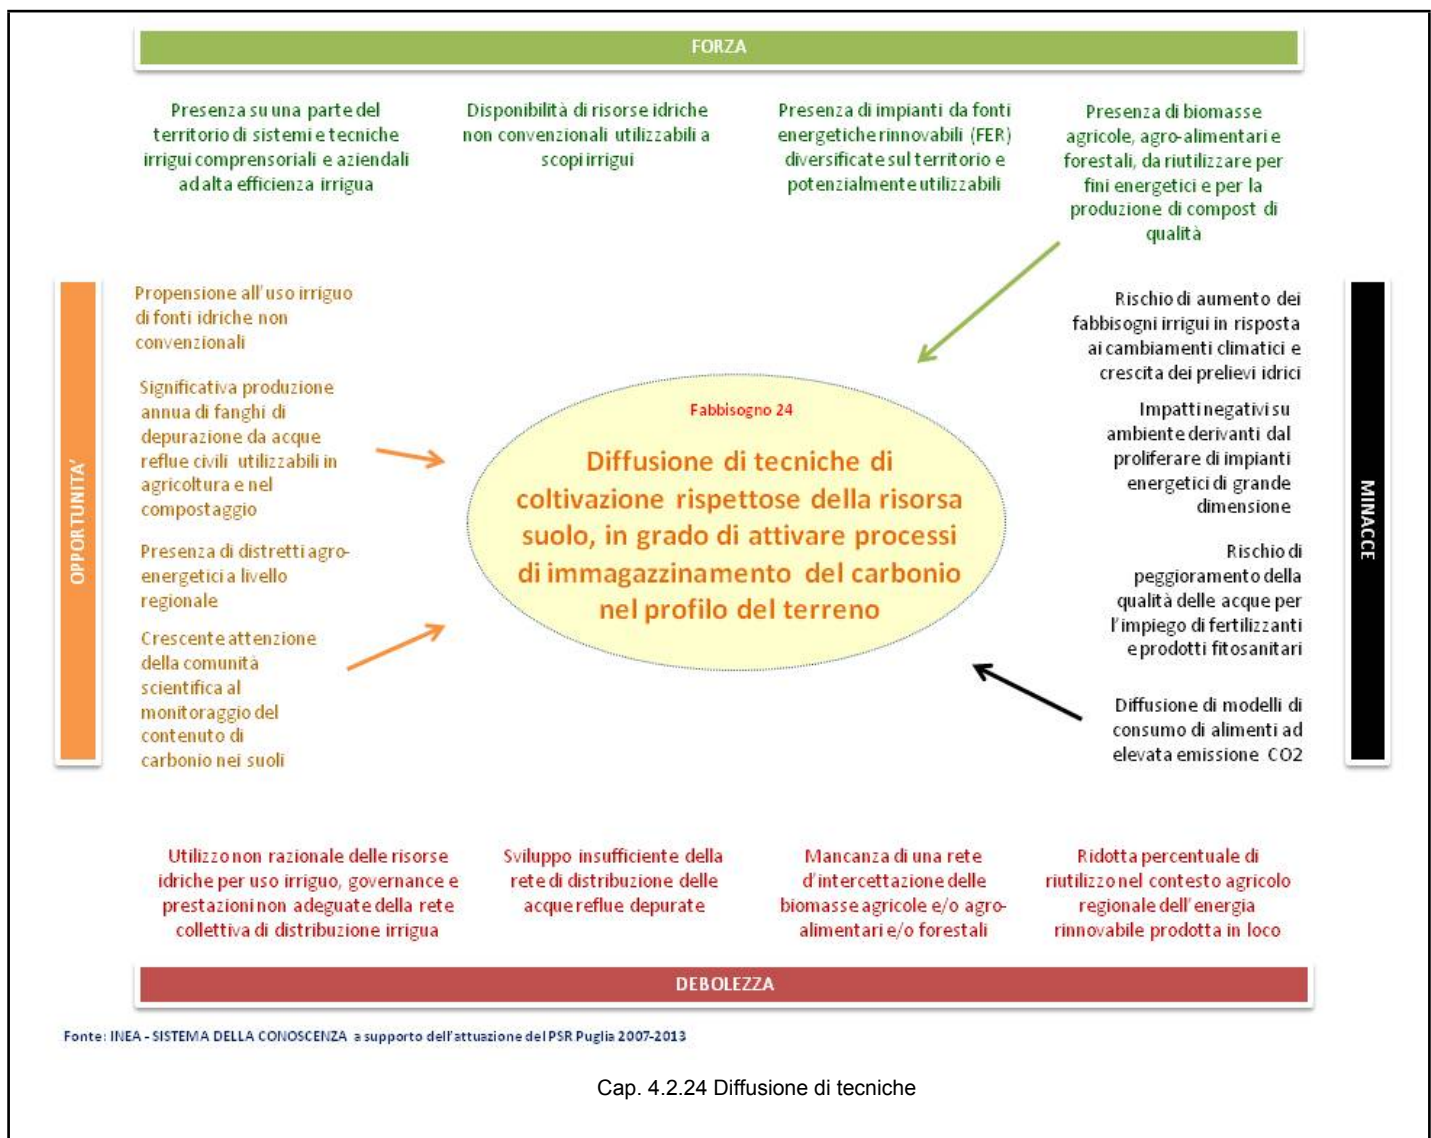 FORZA
Presenza su una parte del
territorio di sistemi e tecniche
irrigui comprensoriali e aziendali
ad alta efficienza irrigua
Disponibilità di risorse idriche
non convenzionali utilizzabili a
scopi irrigui
Presenza di impianti da fonti
energetiche rinnovabili (FER)
diversificate sul territorio e
potenzialmente utilizzabili
Presenza di biomasse
agricole, agro-alimentari e
forestali, da riutilizzare per
fini energetici e per la
produzione di compost di
qualità
OPPORTUNITA'
Propensione all'uso irriguo
di fonti idriche non
convenzionali
Significativa produzione
annua di fanghi di
depurazione da acque
reflue civili utilizzabili in
agricoltura e nel
compostaggio
Presenza di distretti agro-
energetici a livello
regionale
Crescente attenzione
della comunità
scientifica al
monitoraggio del
contenuto di
carbonio nei suoli
Fabbisogno 24
Diffusione di tecniche di
coltivazione rispettose della risorsa
suolo, in grado di attivare processi
di immagazzinamento del carbonio
nel profilo del terreno
Rischio di aumento dei
fabbisogni irrigui in risposta
ai cambiamenti climatici e
crescita dei prelievi idrici
Impatti negativi su
ambiente derivanti dal
proliferare di impianti
energetici di grande
dimensione
Rischio di
peggioramento della
qualità delle acque per
l'impiego di fertilizzanti
e prodotti fitosanitari
Diffusione di modelli di
consumo di alimenti ad
elevata emissione CO2
MINACCE
Utilizzo non razionale delle risorse
idriche per uso irriguo, governance e
prestazioni non adeguate della rete
collettiva di distribuzione irrigua
Sviluppo insufficiente della
rete di distribuzione delle
acque reflue depurate
Mancanza di una rete
d'intercettazione delle
biomasse agricole e/o agro-
alimentari e/o forestali
Ridotta percentuale di
riutilizzo nel contesto agricolo
regionale dell'energia
rinnovabile prodotta in loco
DEBOLEZZA
Fonte: INEA - SISTEMA DELLA CONOSCENZA a supporto dell'attuazione del PSR Puglia 2007-2013
Cap. 4.2.24 Diffusione di tecniche